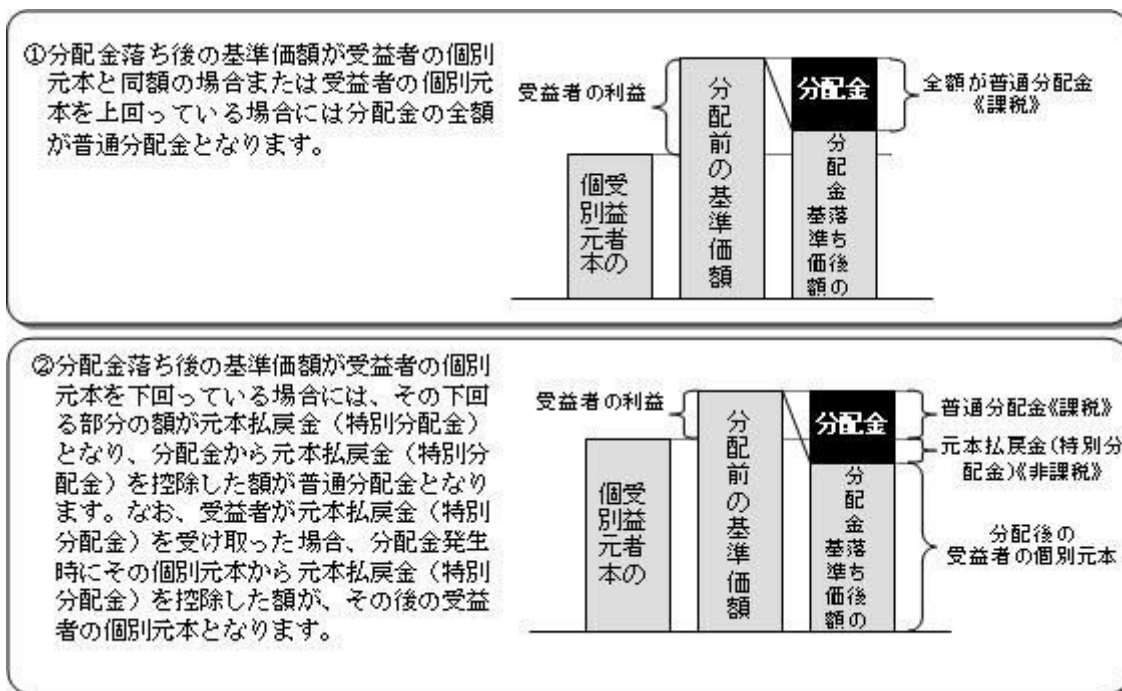 ①分配金落ち後の基準価額が受益者の個別
元本と同額の場合または受益者の個別元
本を上回っている場合には分配金の全額
が普通分配金となります。
受益者の利益
受益者の
個別元本
分配前の基準価額
分配金
分配金落ち後の
基準価額
全額が普通分配金
《課税》
②分配金落ち後の基準価額が受益者の個別
元本を下回っている場合には、その下回
る部分の額が元本払戻金（特別分配金）
となり、分配金から元本払戻金（特別分
配金）を控除した額が普通分配金となり
ます。なお、受益者が元本払戻金（特別
分配金）を受け取った場合、分配金発生
時にその個別元本から元本払戻金（特別
分配金）を控除した額が、その後の受益
者の個別元本となります。
受益者の利益
受益者の
個別元本
分配前の基準価額
分配金
分配金落ち後の
基準価額
普通分配金《課税》
元本払戻金(特別分
配金)《非課税》
分配後の
受益者の個別元本